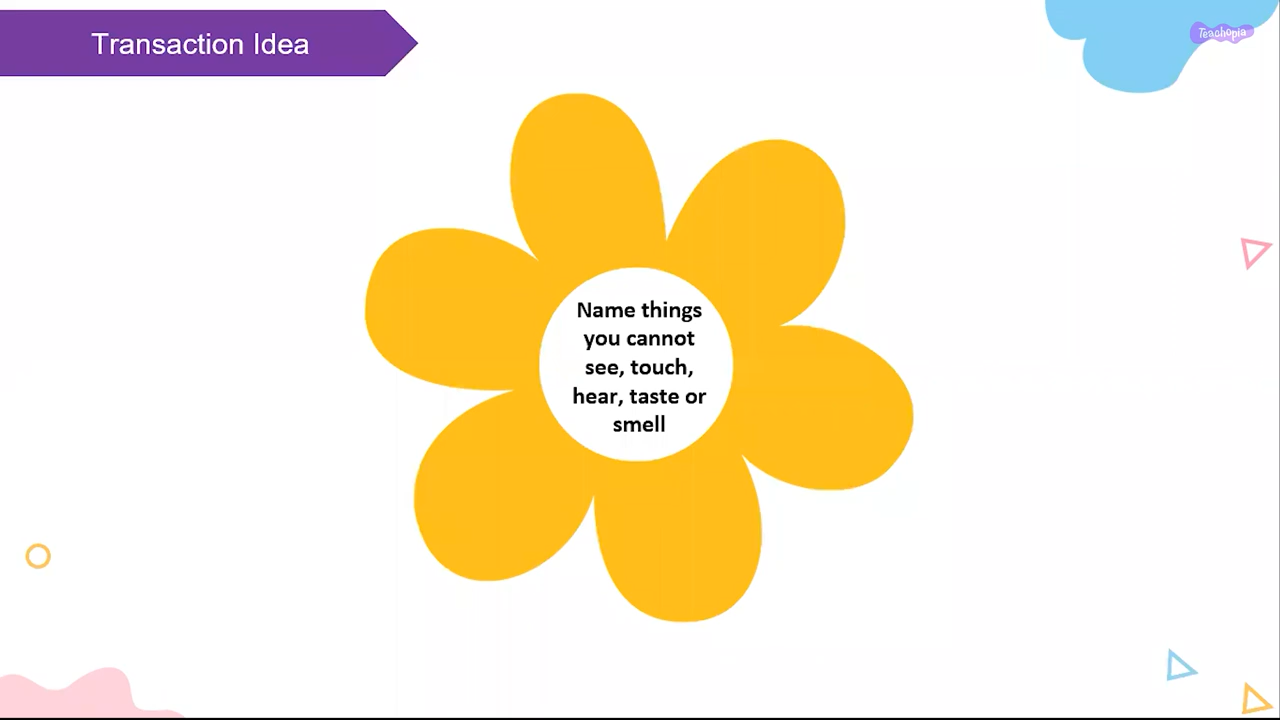 Transaction Idea
Teachopia
Name things
you cannot
see, touch,
hear, taste or
smell